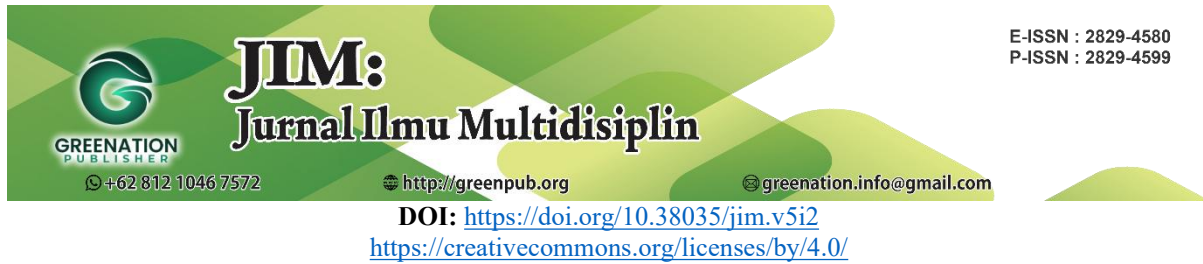 E-ISSN : 2829-4580
P-ISSN : 2829-4599
JIM:
Jurnal Ilmu Multidisiplin
GREENATION
PUBLISHER
+62 812 1046 7572
http://greenpub.org
greenation.info@gmail.com
DOI: https://doi.org/10.38035/jim.v5i2
https://creativecommons.org/licenses/by/4.0/